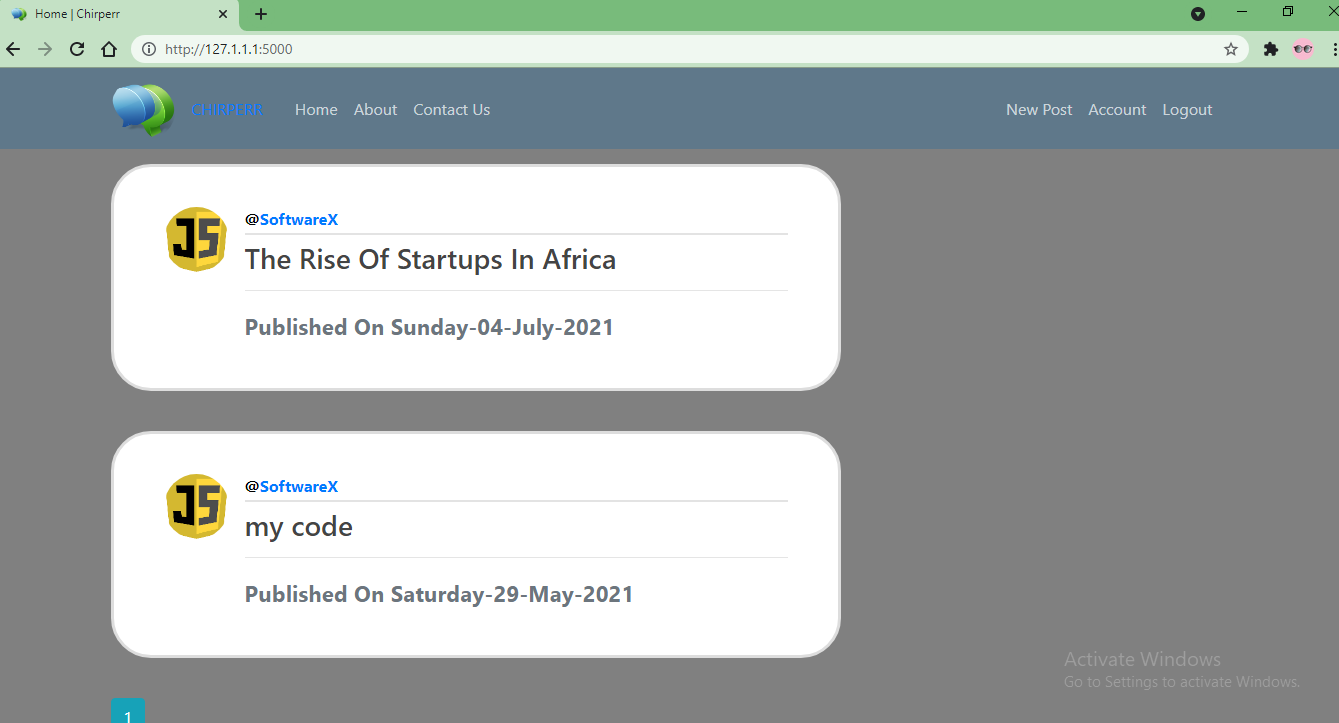 Home | Chirperr
http://127.1.1.1:5000
CHIRPERR Home About Contact Us New Post Account Logout
JS
@SoftwareX
The Rise Of Startups In Africa
Published On Sunday-04-July-2021
JS
@SoftwareX
my code
Published On Saturday-29-May-2021
Activate Windows
Go to Settings to activate Windows.
1